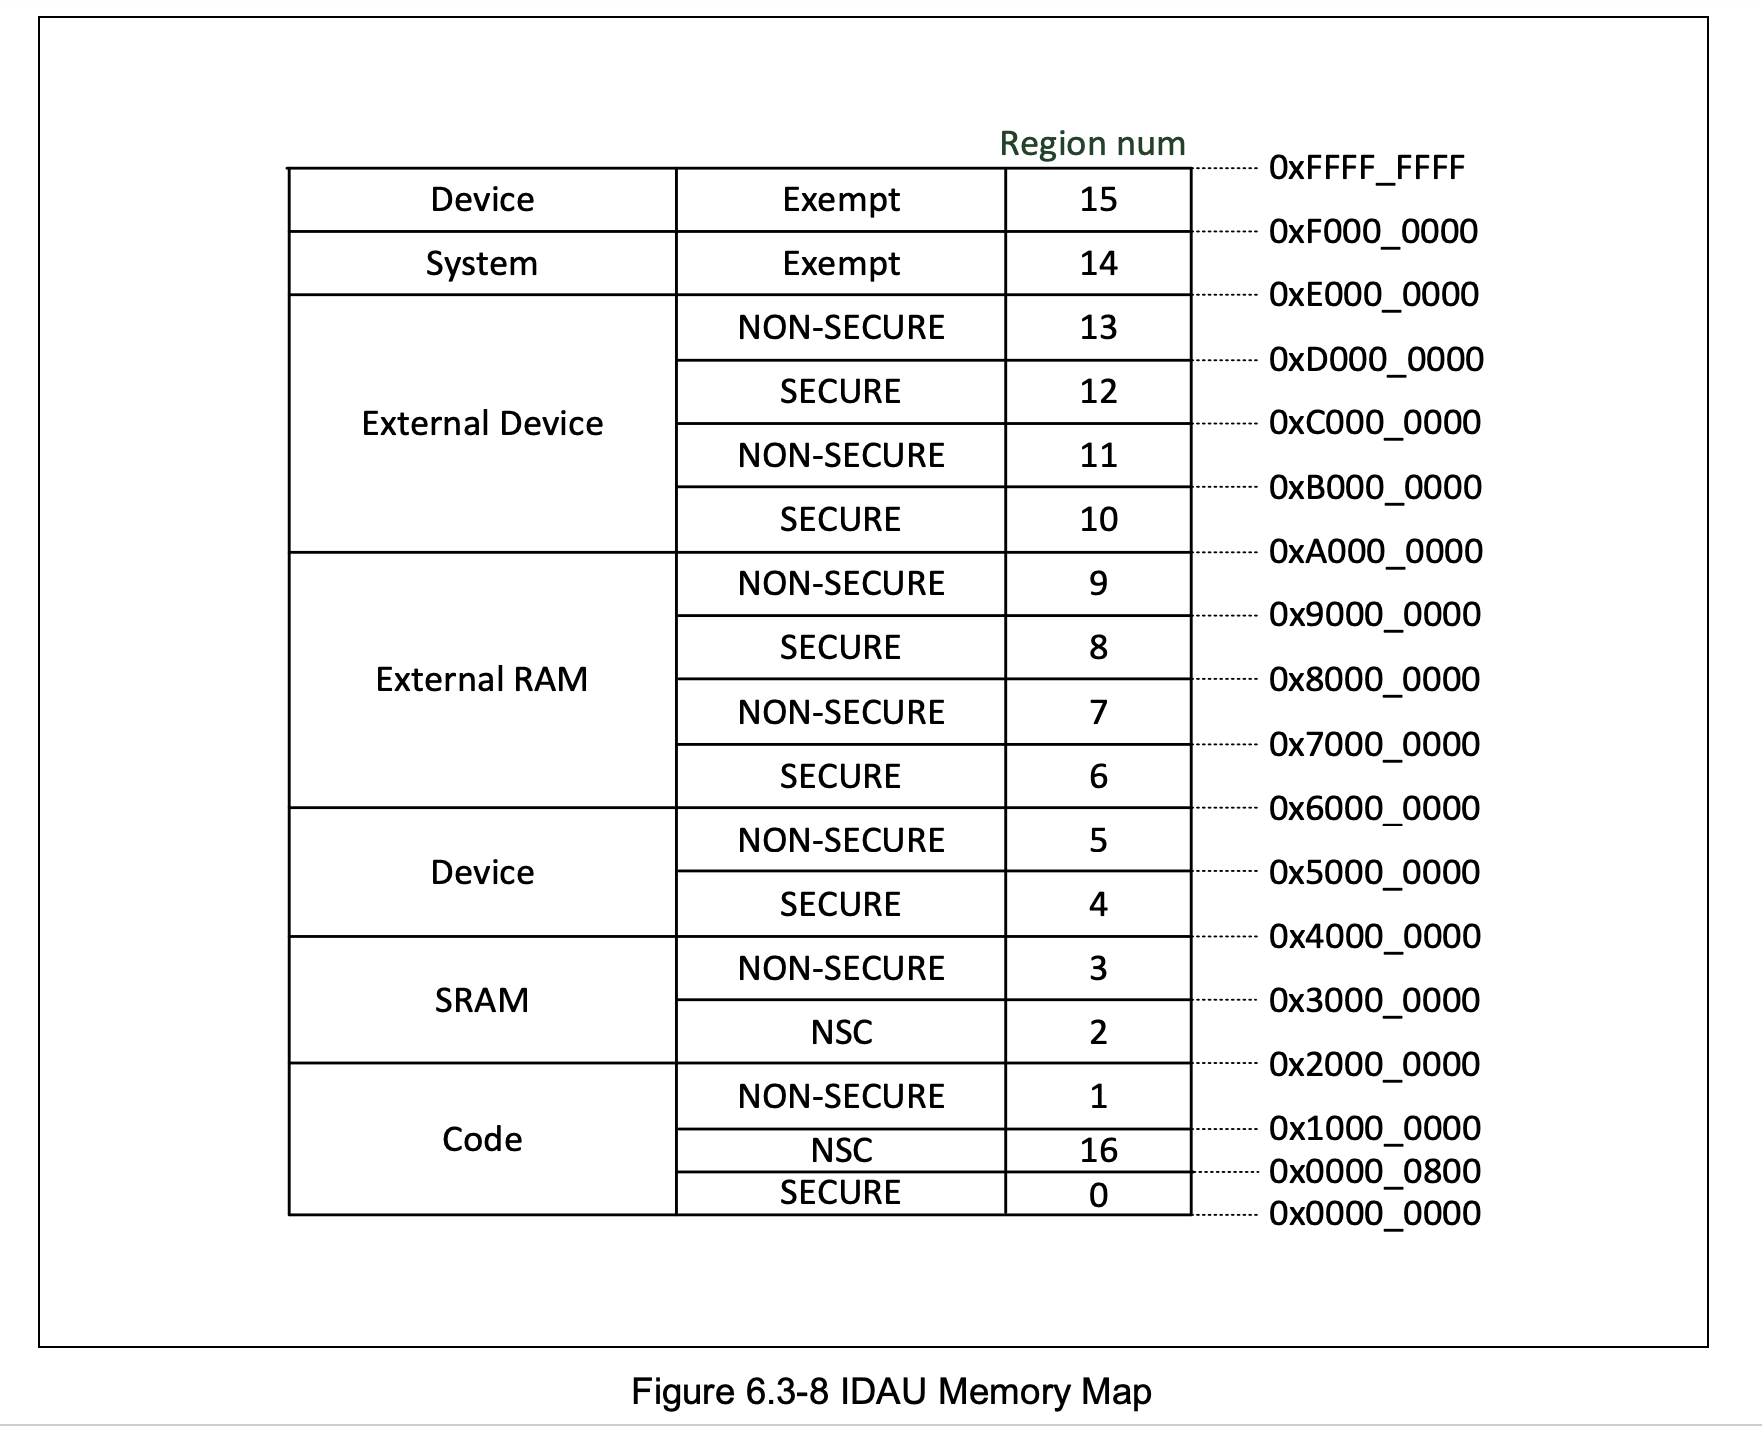 Region num
0xFFFF_FFFF
Device Exempt 15
0xF000_0000
System Exempt 14
0xE000_0000
External Device
NON-SECURE 13
0xD000_0000
SECURE 12
0xC000_0000
NON-SECURE 11
0xB000_0000
SECURE 10
0xA000_0000
External RAM
NON-SECURE 9
0x9000_0000
SECURE 8
0x8000_0000
NON-SECURE 7
0x7000_0000
SECURE 6
0x6000_0000
Device
NON-SECURE 5
0x5000_0000
SECURE 4
0x4000_0000
SRAM
NON-SECURE 3
0x3000_0000
NSC 2
0x2000_0000
Code
NON-SECURE 1
0x1000_0000
NSC 16
0x0000_0800
SECURE 0
0x0000_0000
Figure 6.3-8 IDAU Memory Map